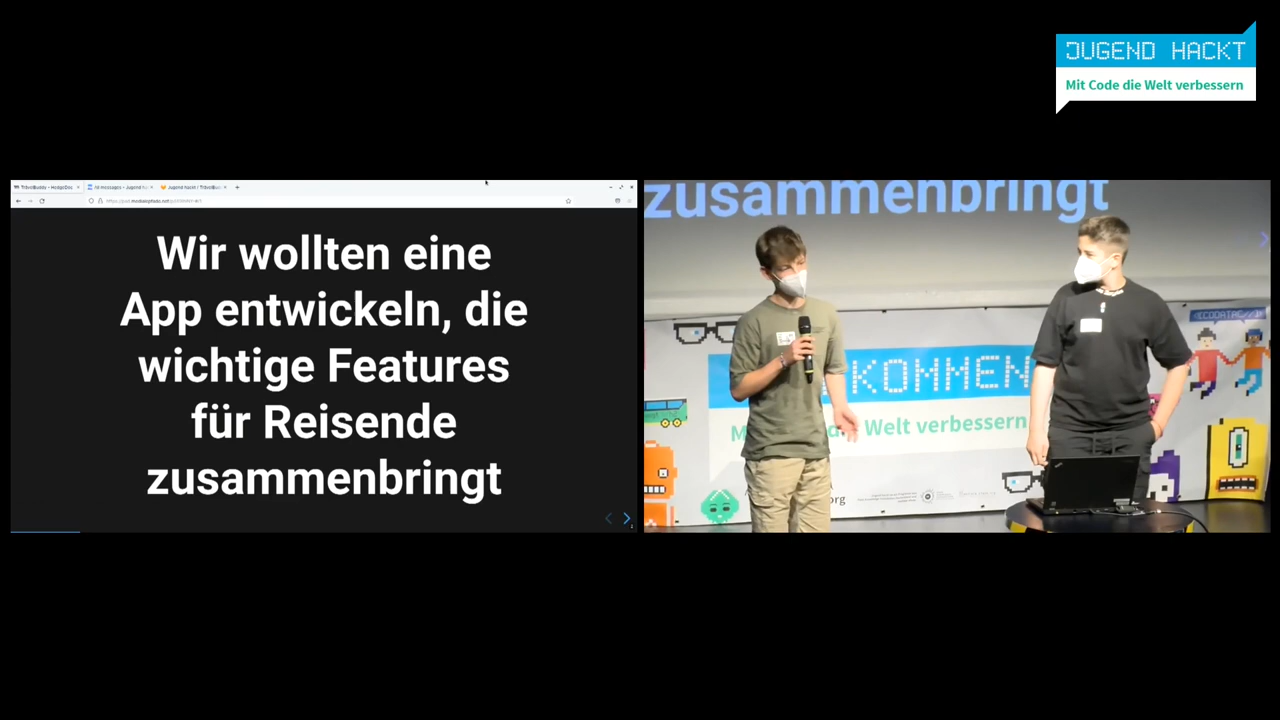 JUGEND HACKT
Mit Code die Welt verbessern
Wir wollten eine
App entwickeln, die
wichtige Features
für Reisende
zusammenbringt
zusammenbringt
KOMMEN
Welt verbessern